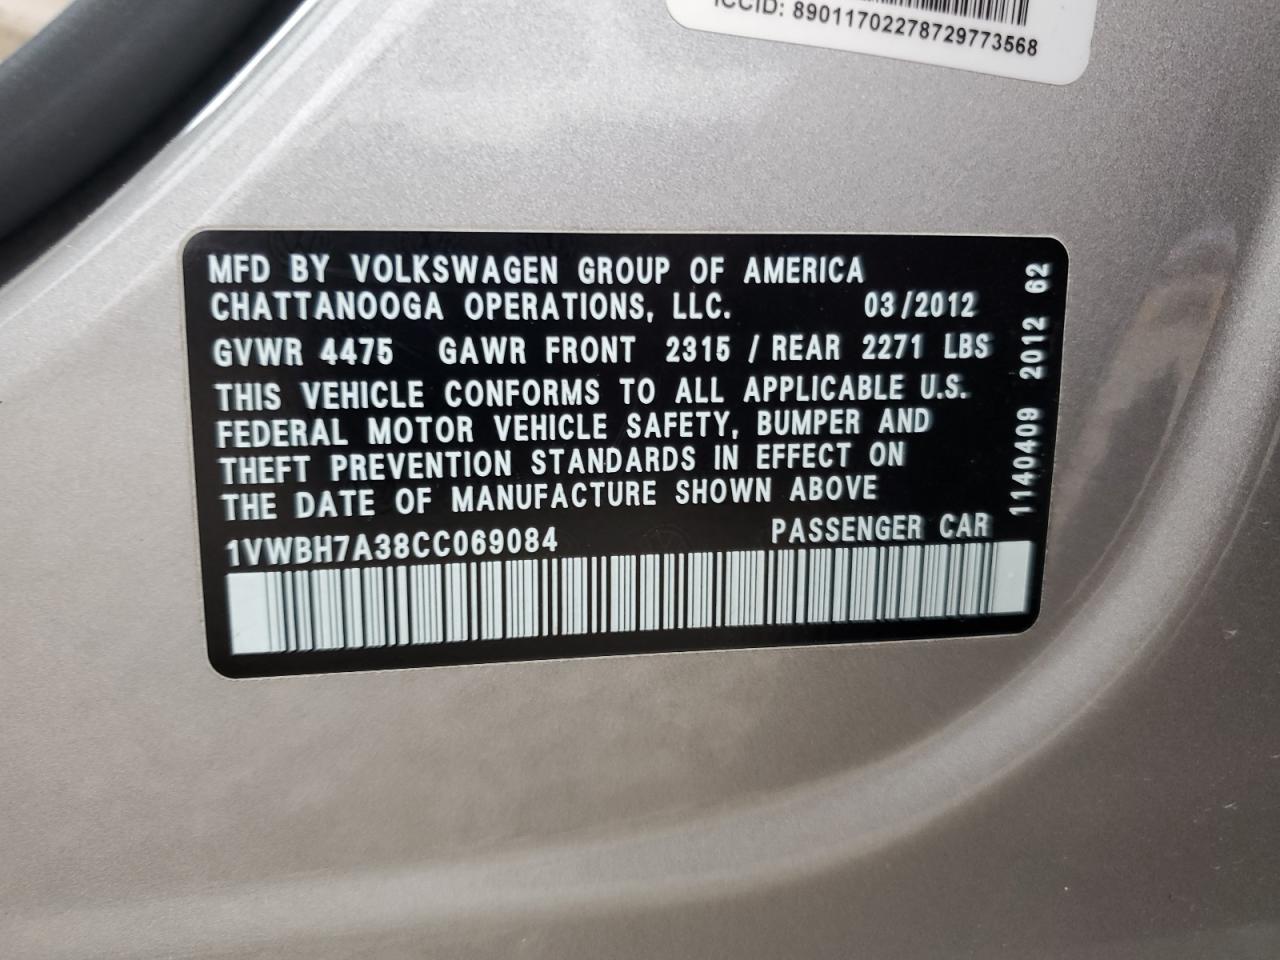 ICCID: 89011702278729773568
MFD BY VOLKSWAGEN GROUP OF AMERICA
CHATTANOOGA OPERATIONS, LLC. 03/2012
GVWR 4475 GAWR FRONT 2315 / REAR 2271 LBS
THIS VEHICLE CONFORMS TO ALL APPLICABLE U.S.
FEDERAL MOTOR VEHICLE SAFETY, BUMPER AND
THEFT PREVENTION STANDARDS IN EFFECT ON
THE DATE OF MANUFACTURE SHOWN ABOVE
1VWBH7A38CC069084 PASSENGER CAR
1140409 2012 62